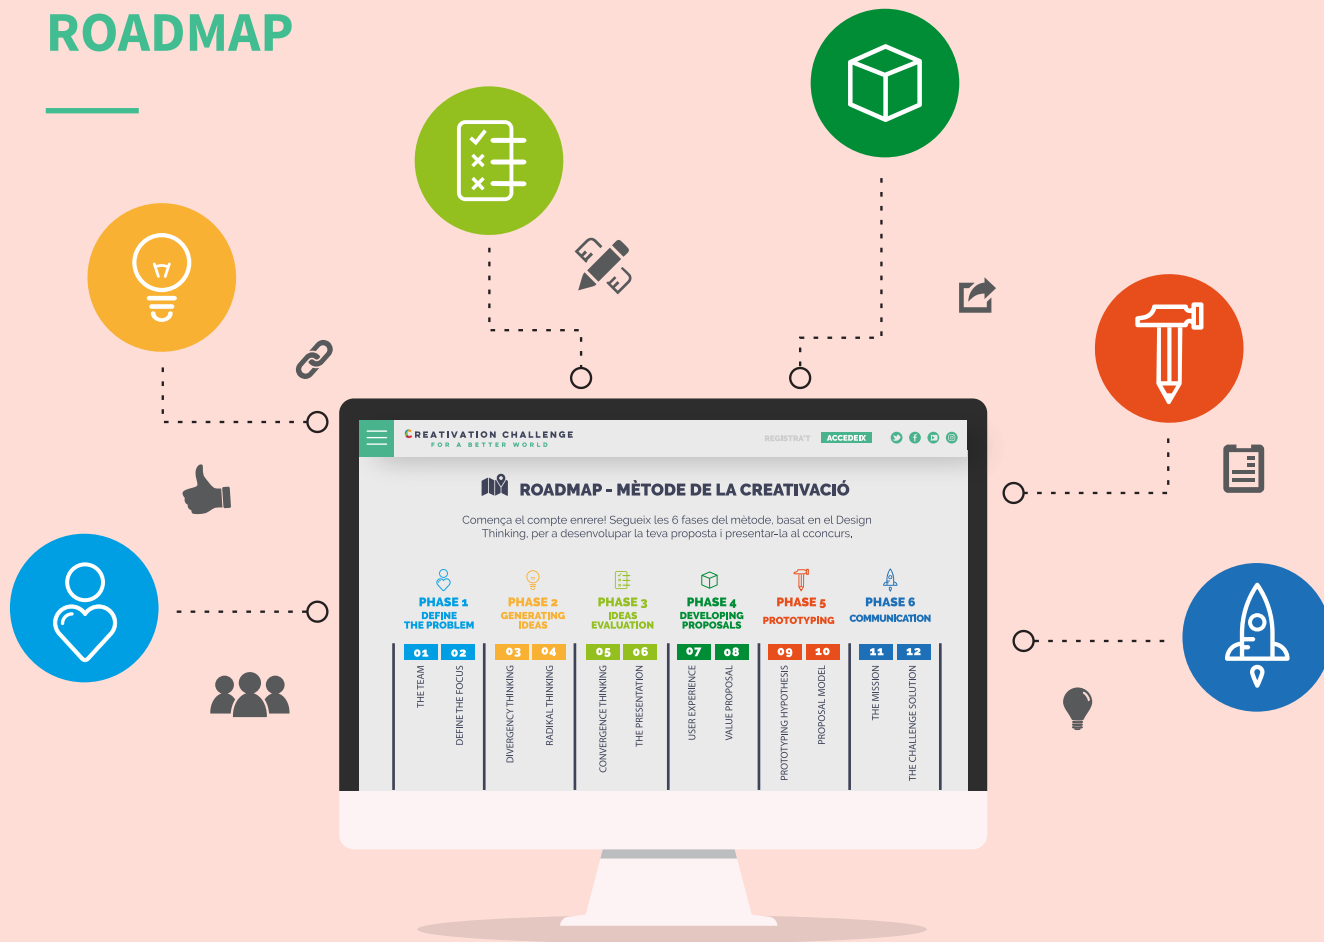 ROADMAP
CREATIVATION CHALLENGE
FOR A BETTER WORLD
REGISTRA'T
ACCEDEIX
ROADMAP - MÈTODE DE LA CREATIVACIÓ
Comença el compte enrere! Segueix les 6 fases del mètode, basat en el Design
Thinking, per a desenvolupar la teva proposta i presentar-la al cconcurs.
PHASE 1
DEFINE
THE PROBLEM
01 02
THE TEAM
DEFINE THE FOCUS
PHASE 2
GENERATING
IDEAS
03 04
DIVERGENCY THINKING
RADIKAL THINKING
PHASE 3
IDEAS
EVALUATION
05 06
CONVERGENCE THINKING
THE PRESENTATION
PHASE 4
DEVELOPING
PROPOSALS
07 08
USER EXPERIENCE
VALUE PROPOSAL
PHASE 5
PROTOTYPING
09 10
PROTOTYPING HYPOTHESIS
PROPOSAL MODEL
PHASE 6
COMMUNICATION
11 12
THE MISSION
THE CHALLENGE SOLUTION